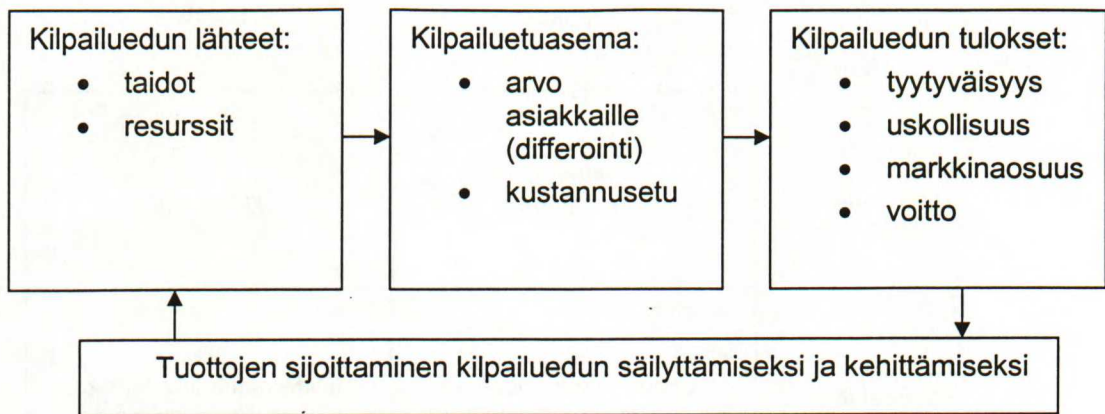 Kilpailuedun lähteet:
• taidot
• resurssit
Kilpailuetuasema:
• arvo
asiakkaille
(differointi)
• kustannusetu
Kilpailuedun tulokset:
• tyytyväisyys
• uskollisuus
• markkinaosuus
• voitto
Tuottojen sijoittaminen kilpailuedun säilyttämiseksi ja kehittämiseksi